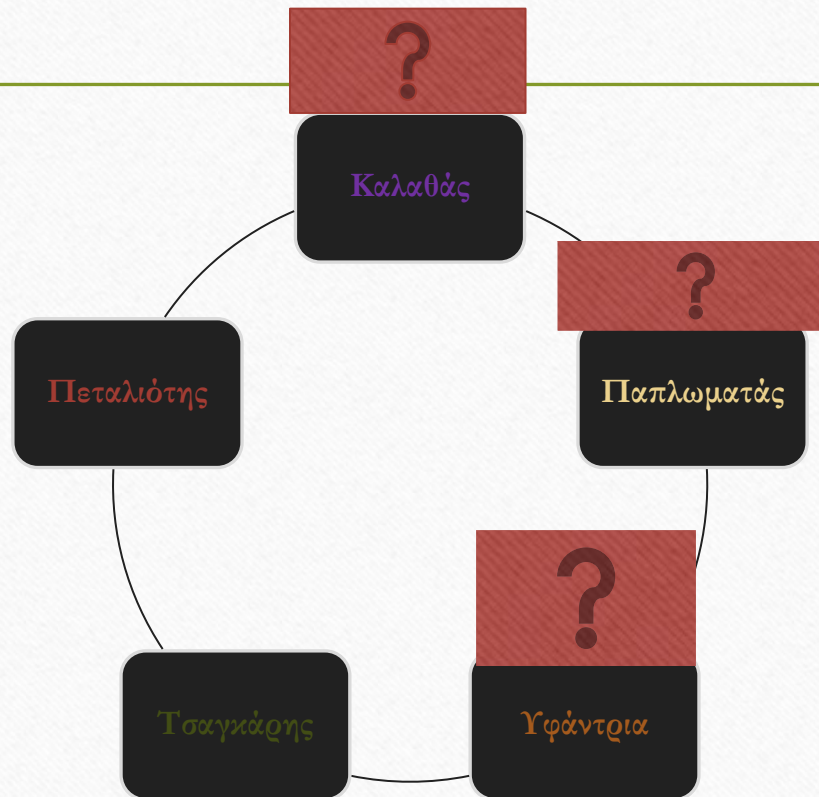 ?
Καλαθάς
?
Πεταλιότης
Παπλωματάς
?
Τσαγκάρης
Υφάντρια